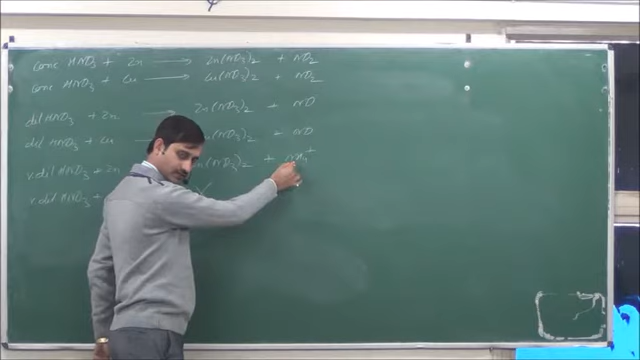 conc HNO3 + Zn → Zn(NO3)2 + NO2
conc HNO3 + Cu → Cu(NO3)2 + NO2
dil HNO3 + Zn → Zn(NO3)2 + NO
dil HNO3 + Cu (NO3)2 + NO
v.dil HNO3 + Zn (NO3)2 + NH4+
v.dil HNO3 +